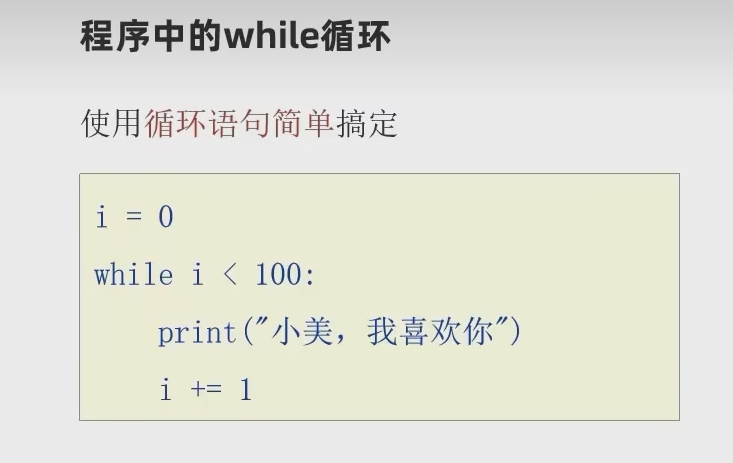 程序中的while循环
使用循环语句简单搞定
i = 0
while i < 100:
    print("小美，我喜欢你")
    i += 1